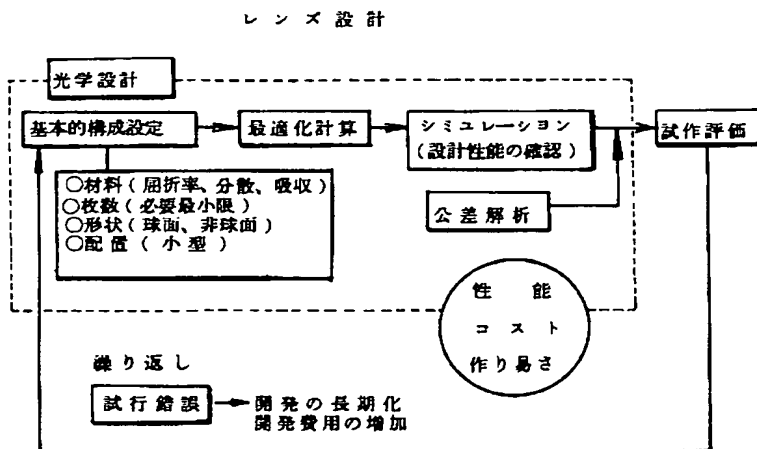 レンズ設計
光学設計
基本的構成設定
最適化計算
シミュレーション
(設計性能の確認)
試作評価
○材料(屈折率、分散、吸収)
○枚数(必要最小限)
○形状(球面、非球面)
○配置(小型)
公差解析
性能
コスト
作り易さ
繰り返し
試行錯誤
開発の長期化
開発費用の増加